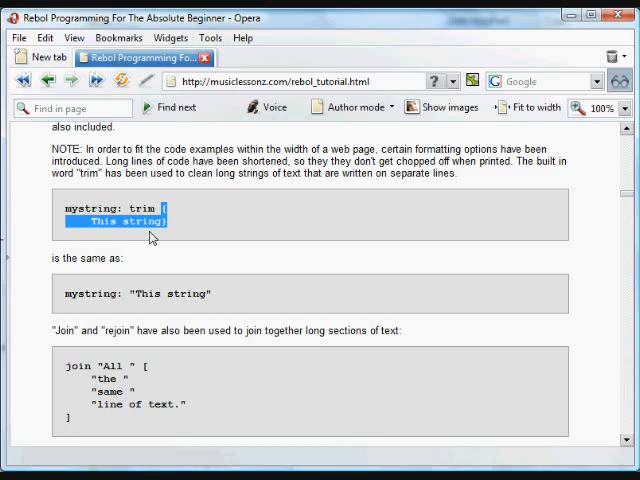 Rebol Programming For The Absolute Beginner - Opera
File Edit View Bookmarks Widgets Tools Help
New tab Rebol Programming Fo...
http://musiclessonz.com/rebol_tutorial.html ? Google
Find in page Find next Voice Author mode Show images Fit to width 100%
also included.
NOTE: In order to fit the code examples within the width of a web page, certain formatting options have been
introduced. Long lines of code have been shortened, so they they don't get chopped off when printed. The built in
word "trim" has been used to clean long strings of text that are written on separate lines.
mystring: trim {
This string}
is the same as:
mystring: "This string"
"Join" and "rejoin" have also been used to join together long sections of text:
join "All " [
"the "
"same "
"line of text."
]